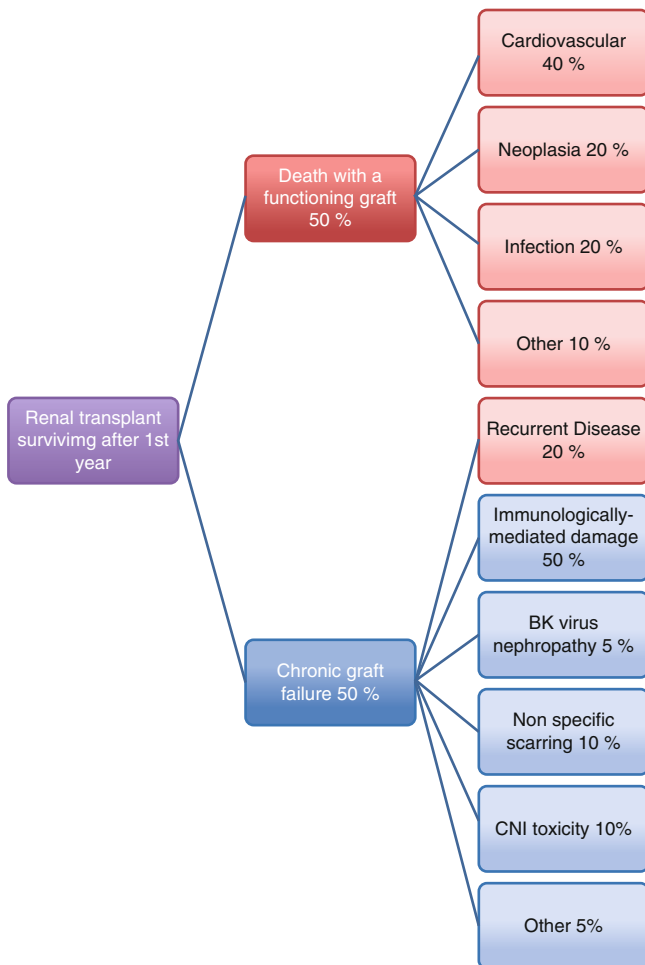 Renal transplant
survivimg after 1st
year
Death with a
functioning graft
50 %
Cardiovascular
40 %
Neoplasia 20 %
Infection 20 %
Other 10 %
Chronic graft
failure 50 %
Recurrent Disease
20 %
Immunologically-
mediated damage
50 %
BK virus
nephropathy 5 %
Non specific
scarring 10 %
CNI toxicity 10%
Other 5%